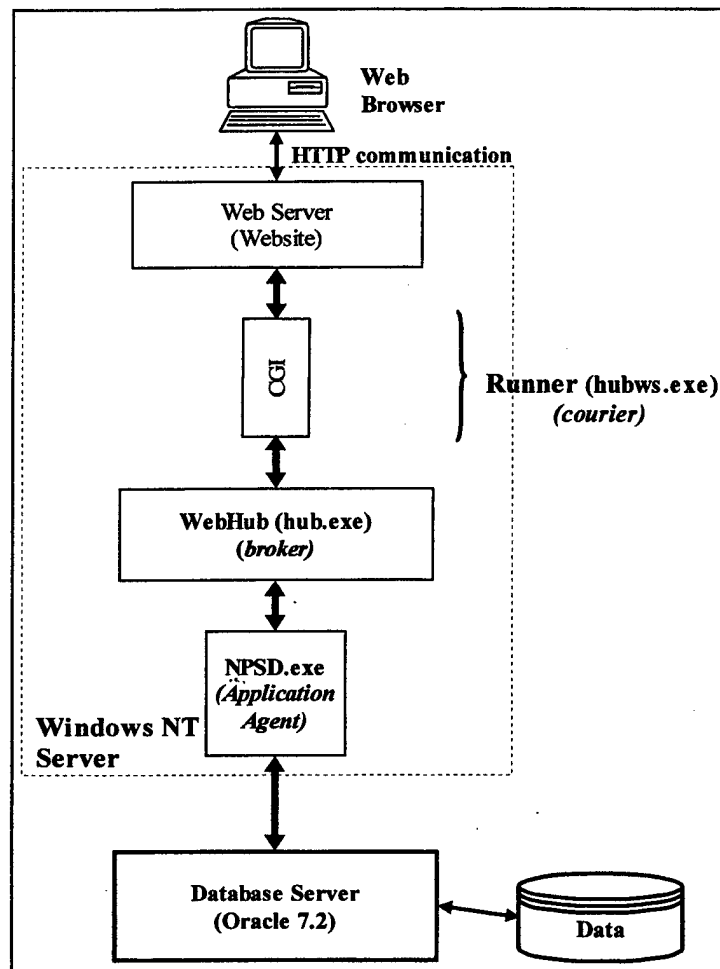 Web
Browser
HTTP communication
Web Server
(Website)
CGI
Runner (hubws.exe)
(courier)
WebHub (hub.exe)
(broker)
NPSD.exe
(Application
Agent)
Windows NT
Server
Database Server
(Oracle 7.2)
Data